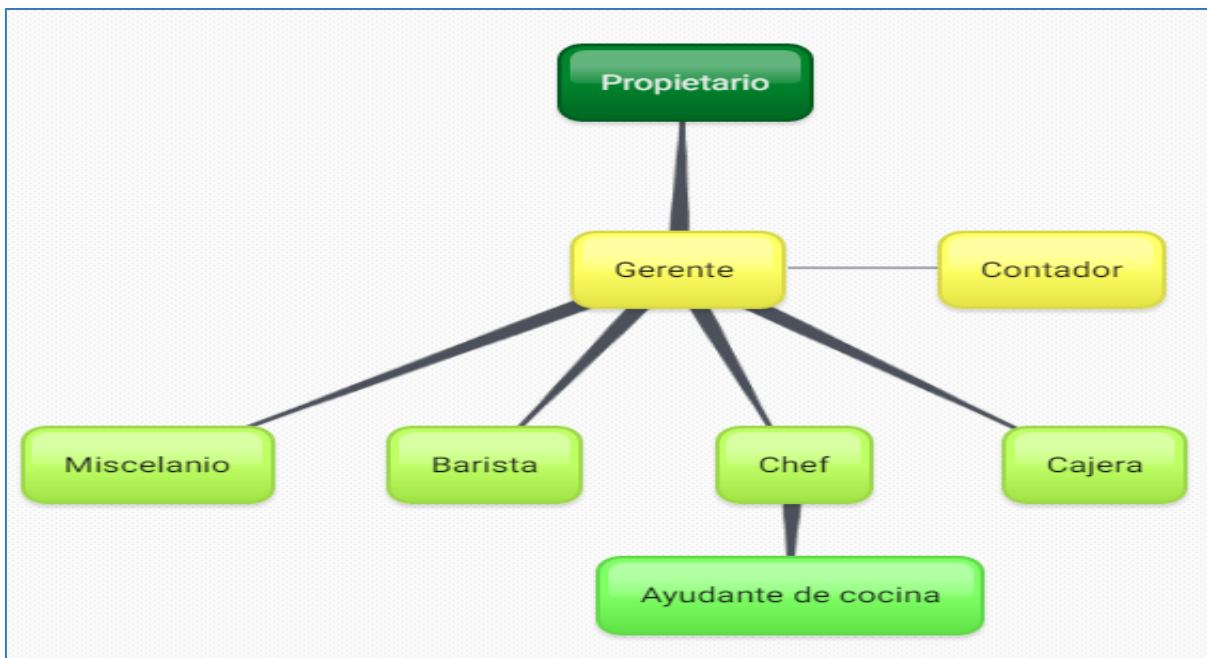 Propietario
Gerente
Contador
Miscelanio
Barista
Chef
Cajera
Ayudante de cocina